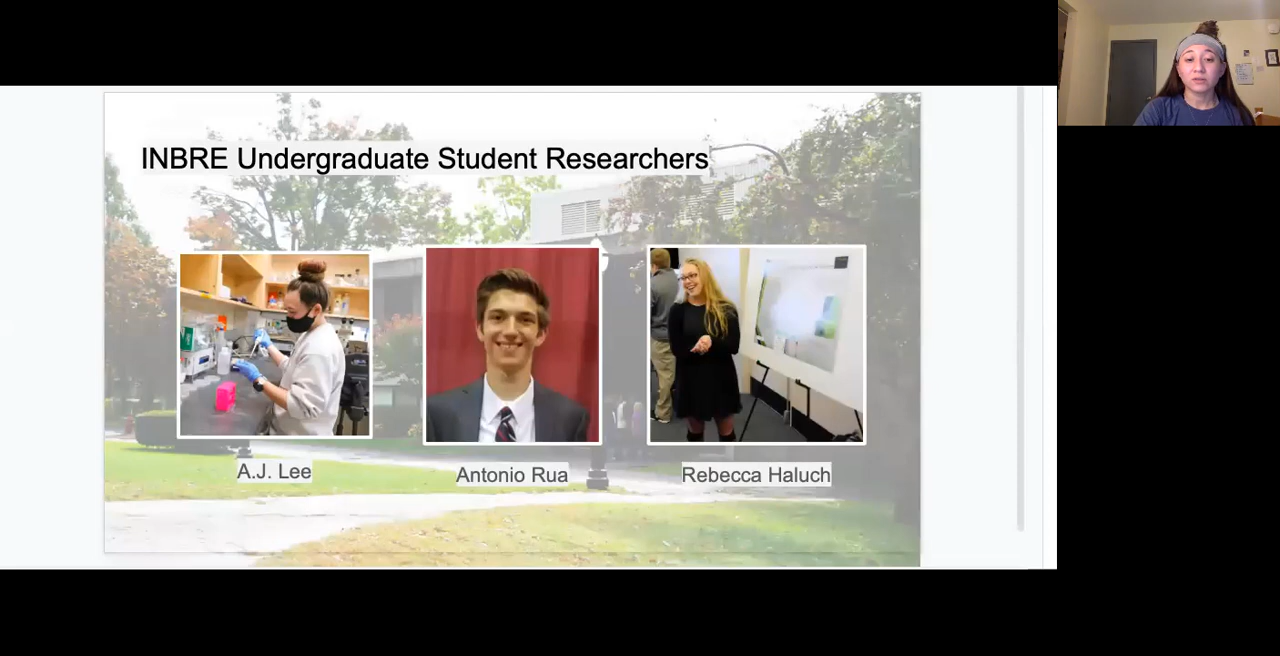 INBRE Undergraduate Student Researchers
A.J. Lee
Antonio Rua
Rebecca Haluch